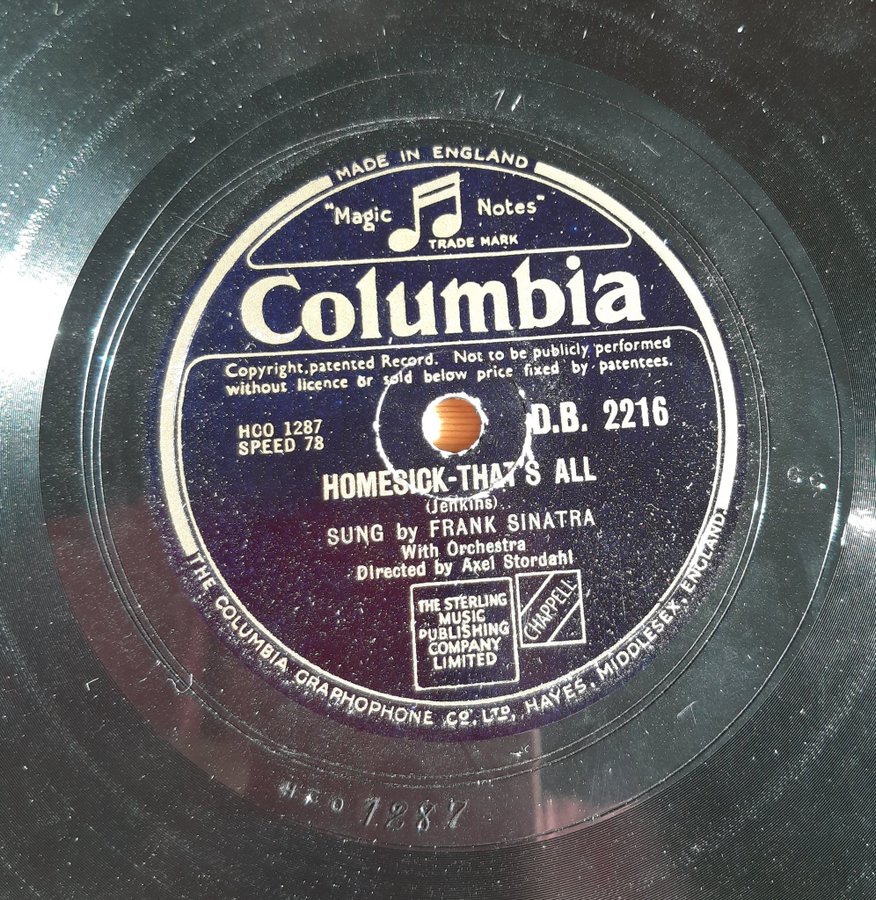 MADE IN ENGLAND
"Magic Notes"
TRADE MARK
Columbia
Copyright, patented Record. Not to be publicly performed
without licence or sold below price fixed by patentees.
HCO 1287
SPEED 78
D.B. 2216
HOMESICK-THAT'S ALL
(Jenkins)
SUNG by FRANK SINATRA
With Orchestra
Directed by Axel Stordahl
THE STERLING
MUSIC
PUBLISHING
COMPANY
LIMITED
CHAPPELL
THE COLUMBIA GRAPHOPHONE CO. LTD, HAYES, MIDDLESEX, ENGLAND.
HCO 1287